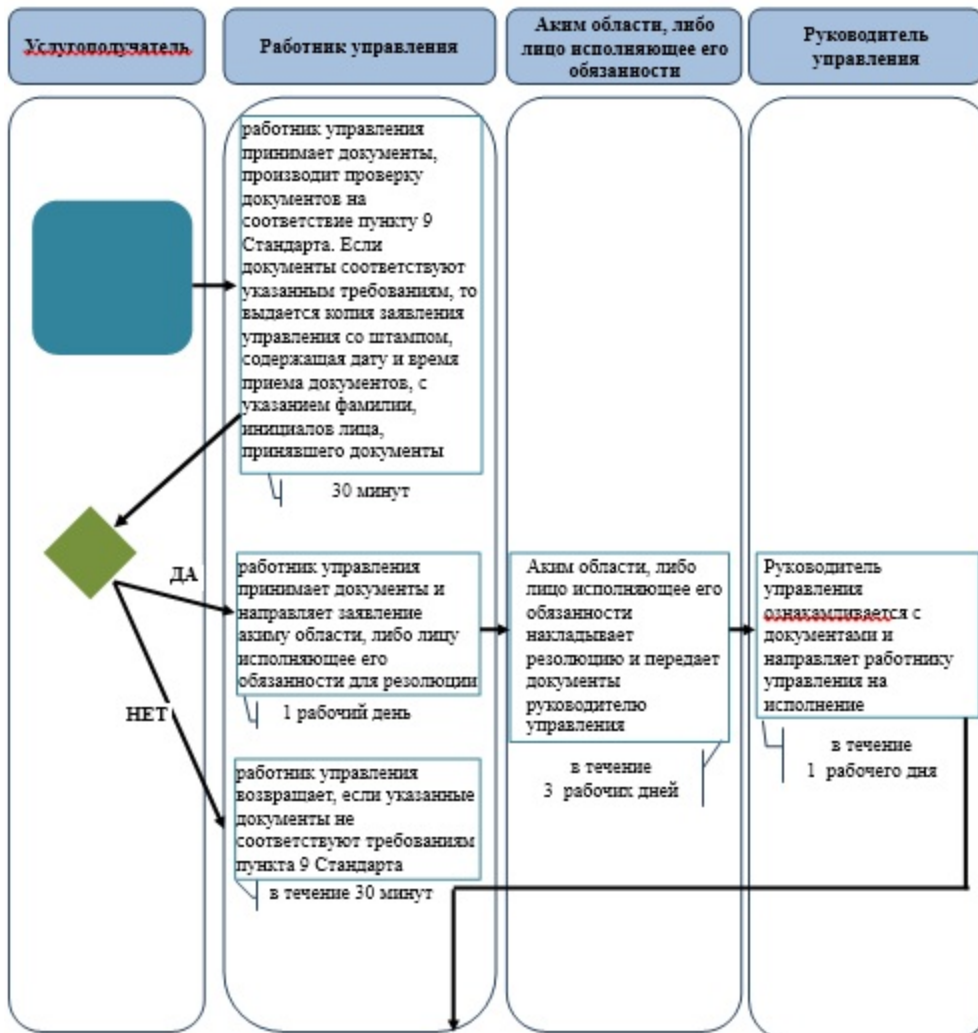 Услугополучатель
Работник управления
Аким области, либо
лицо исполняющее его
обязанности
Руководитель
управления
работник управления
принимает документы,
производит проверку
документов на
соответствие пункту 9
Стандарта. Если
документы соответствуют
указанным требованиям, то
выдается копия заявления
управления со штампом,
содержащая дату и время
приема документов, с
указанием фамилии,
инициалов лица,
принявшего документы
30 минут
ДА
НЕТ
работник управления
принимает документы и
направляет заявление
акиму области, либо лицу
исполняющее его
обязанности для резолюции
1 рабочий день
Аким области, либо
лицо исполняющее его
обязанности
накладывает
резолюцию и передает
документы
руководителю
управления
в течение
3 рабочих дней
Руководитель
управления
ознакамливается с
документами и
направляет работнику
управления на
исполнение
в течение
1 рабочего дня
работник управления
возвращает, если указанные
документы не
соответствуют требованиям
пункта 9 Стандарта
в течение 30 минут